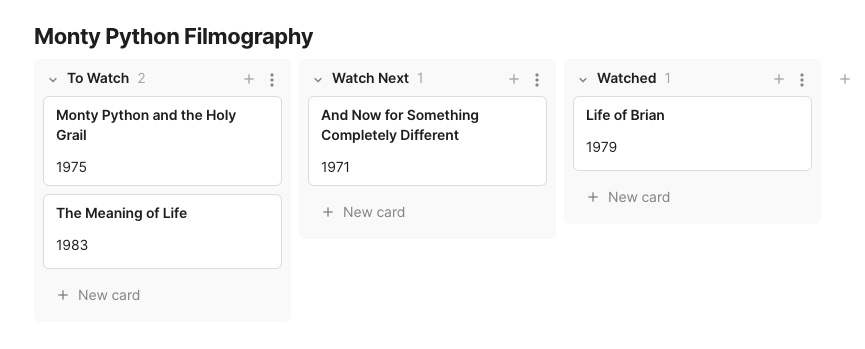 Monty Python Filmography
To Watch 2
Monty Python and the Holy
Grail
1975
The Meaning of Life
1983
+ New card
Watch Next 1
And Now for Something
Completely Different
1971
+ New card
Watched 1
Life of Brian
1979
+ New card